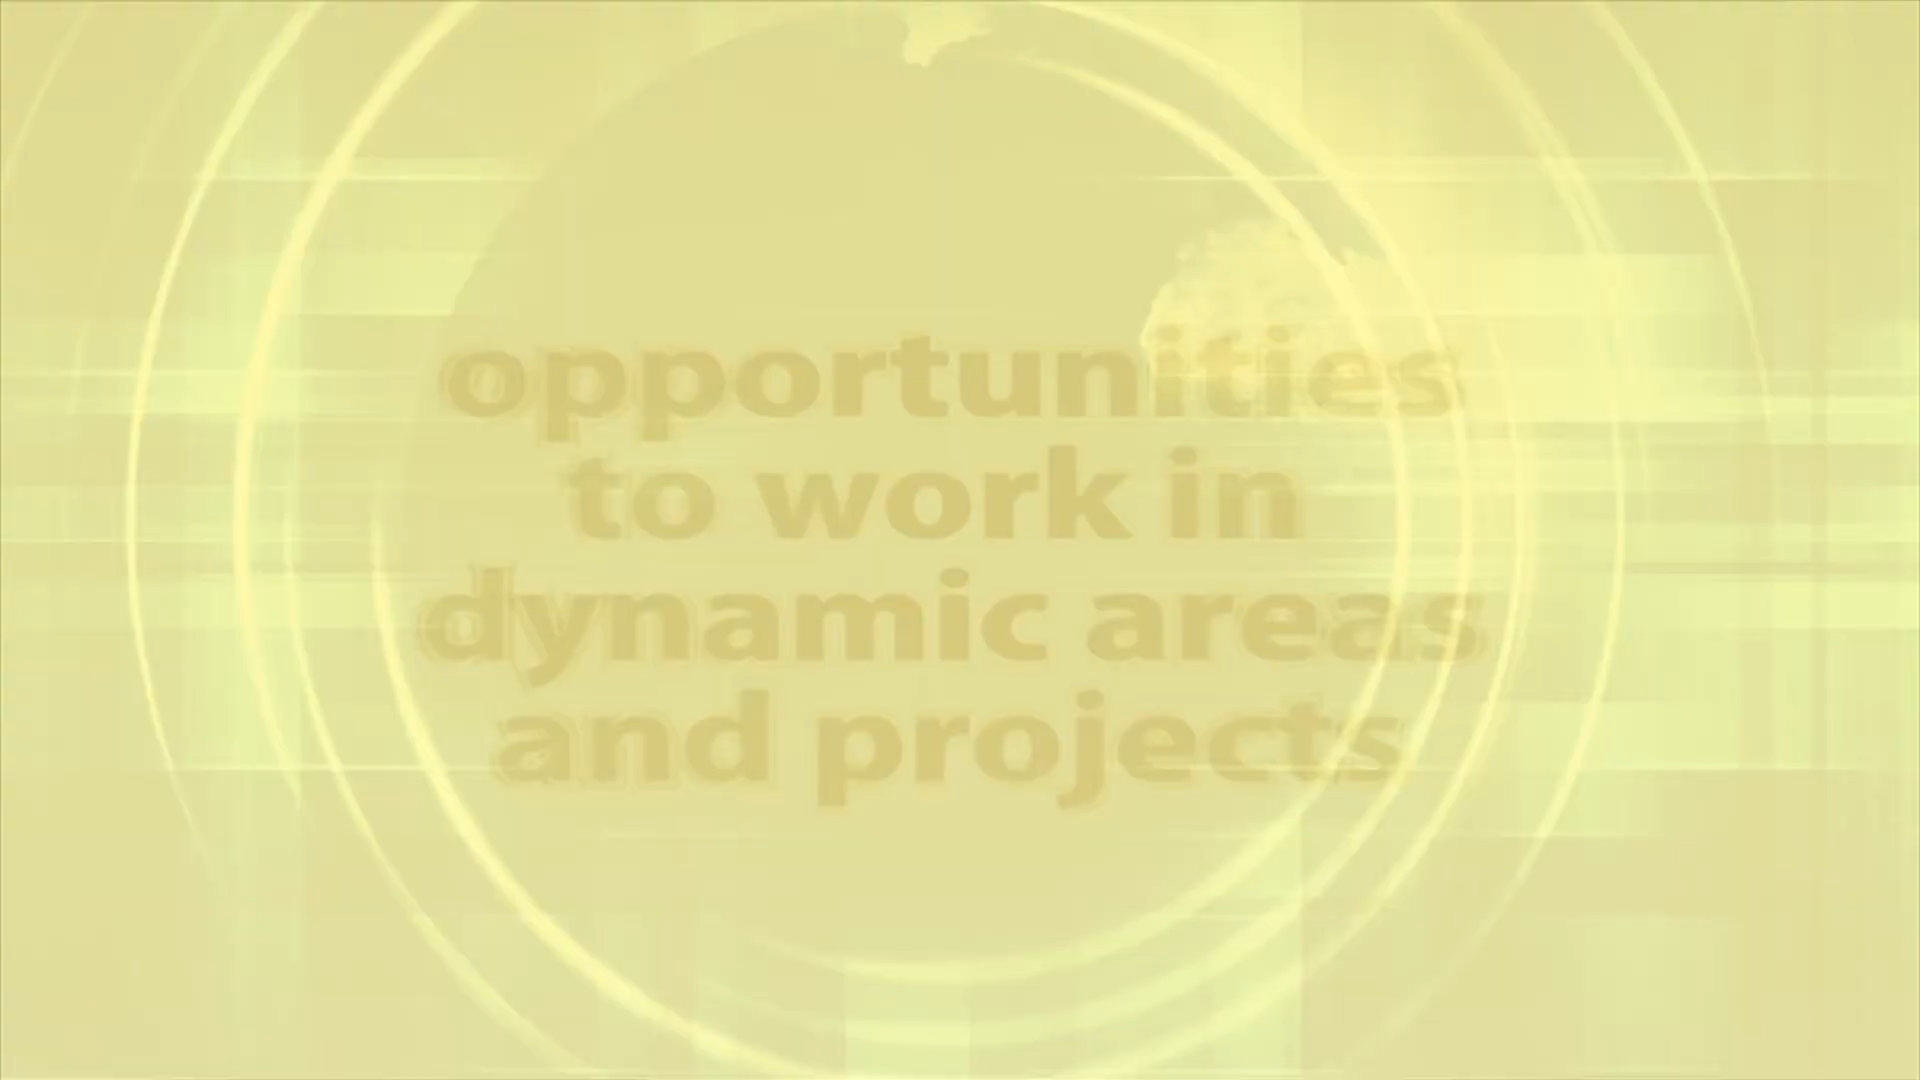 opportunities
to work in
dynamic areas
and projects